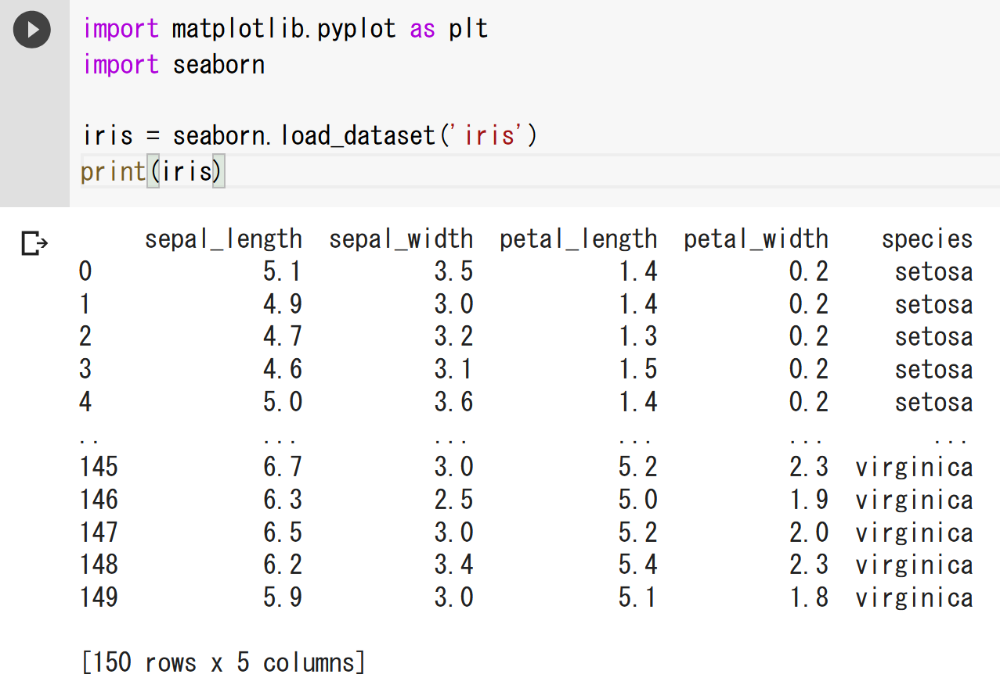 import matplotlib.pyplot as plt
import seaborn
iris = seaborn.load_dataset('iris')
print(iris)
sepal_length sepal_width petal_length petal_width species
0 5.1 3.5 1.4 0.2 setosa
1 4.9 3.0 1.4 0.2 setosa
2 4.7 3.2 1.3 0.2 setosa
3 4.6 3.1 1.5 0.2 setosa
4 5.0 3.6 1.4 0.2 setosa
.. ... ... ... ... ...
145 6.7 3.0 5.2 2.3 virginica
146 6.3 2.5 5.0 1.9 virginica
147 6.5 3.0 5.2 2.0 virginica
148 6.2 3.4 5.4 2.3 virginica
149 5.9 3.0 5.1 1.8 virginica
[150 rows x 5 columns]